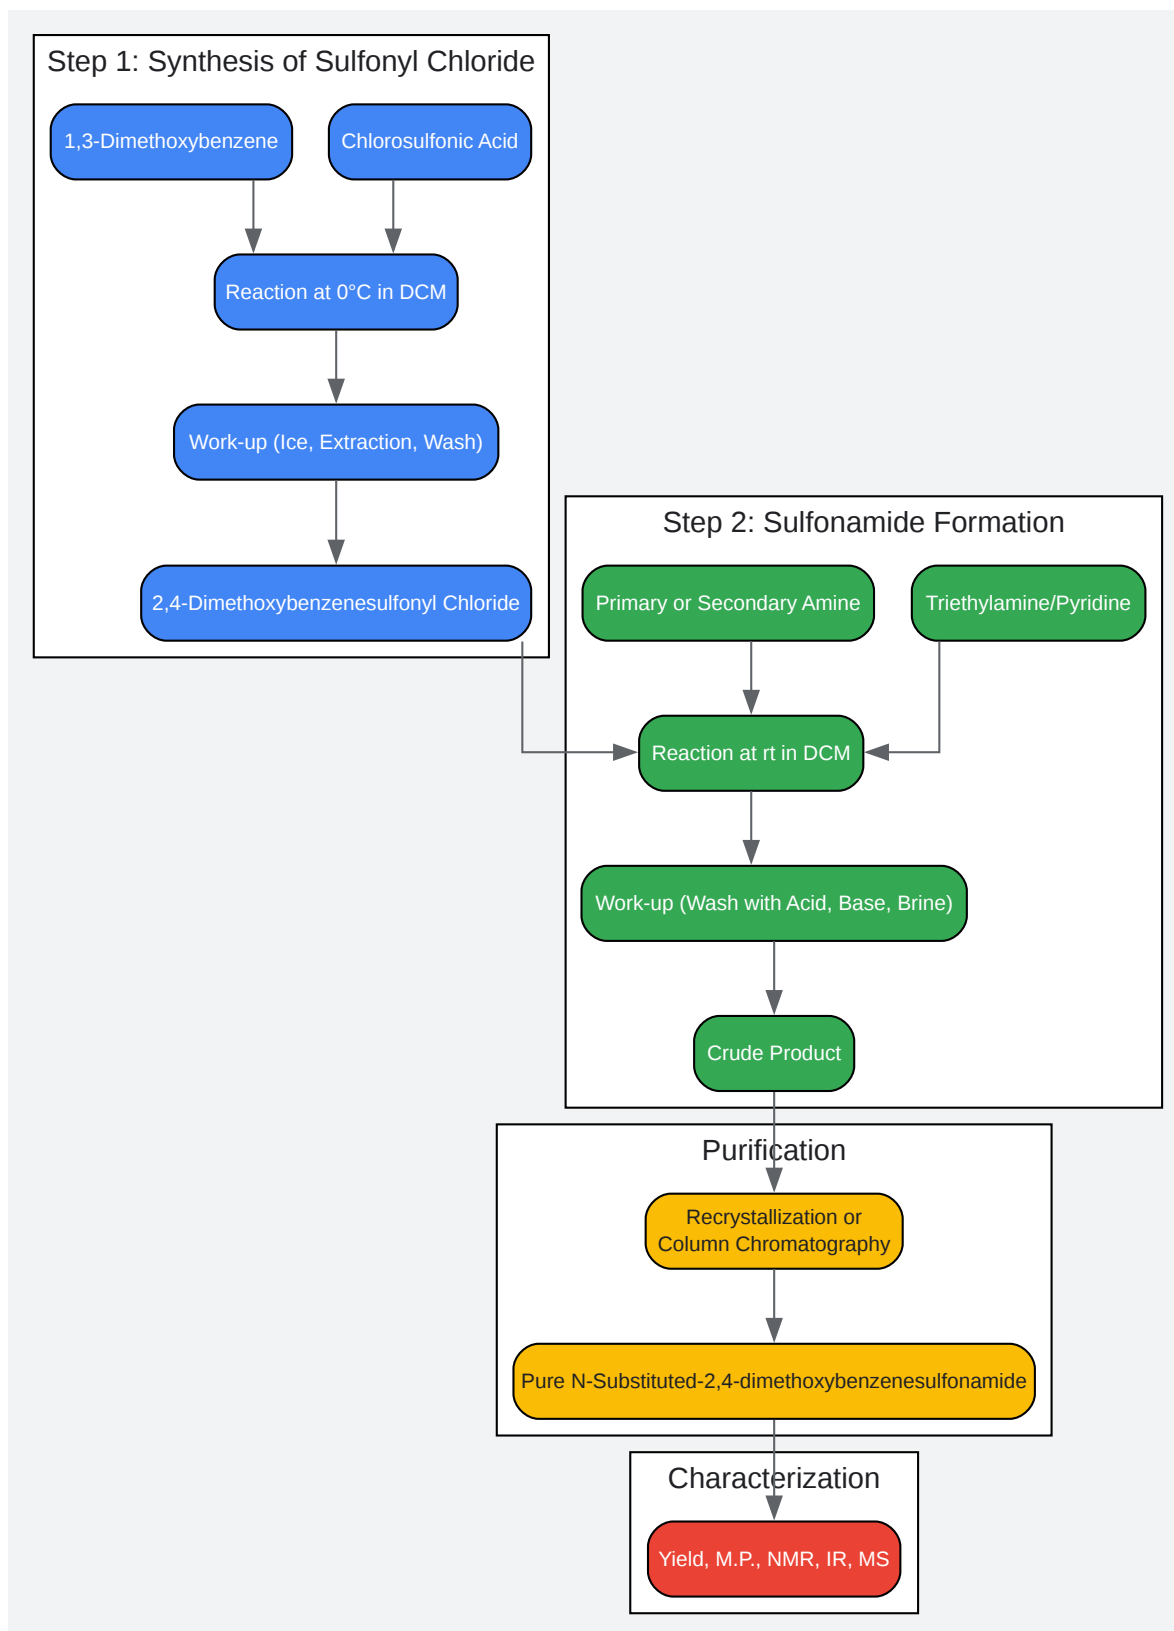 Step 1: Synthesis of Sulfonyl Chloride
1,3-Dimethoxybenzene
Chlorosulfonic Acid
Reaction at 0°C in DCM
Work-up (Ice, Extraction, Wash)
2,4-Dimethoxybenzenesulfonyl Chloride
Step 2: Sulfonamide Formation
Primary or Secondary Amine
Triethylamine/Pyridine
Reaction at rt in DCM
Work-up (Wash with Acid, Base, Brine)
Crude Product
Purification
Recrystallization or
Column Chromatography
Pure N-Substituted-2,4-dimethoxybenzenesulfonamide
Characterization
Yield, M.P., NMR, IR, MS